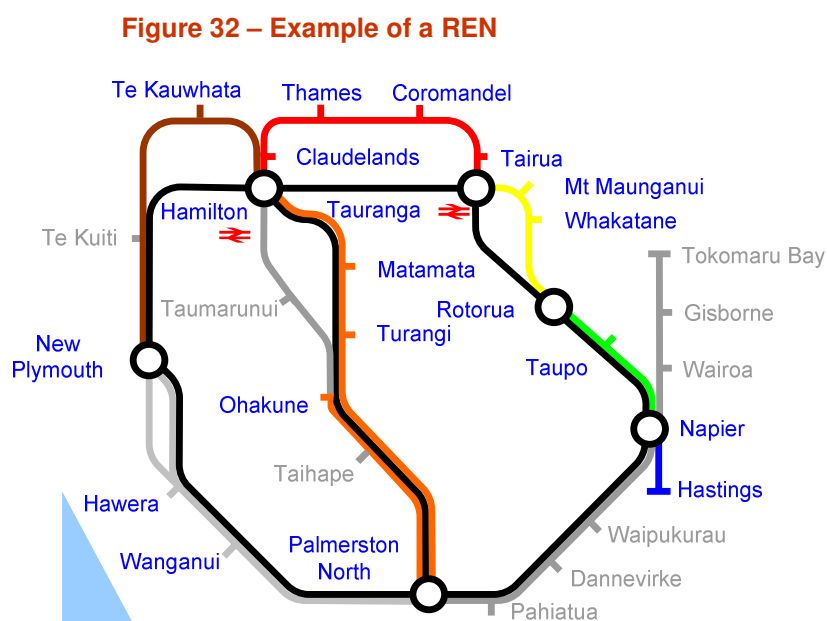 Figure 32 – Example of a REN
Te Kauwhata
Thames
Coromandel
Claudelands
Tairua
Mt Maunganui
Hamilton
Tauranga
Whakatane
Te Kuiti
Tokomaru Bay
Matamata
Taumarunui
Rotorua
Gisborne
Turangi
New
Plymouth
Taupo
Wairoa
Ohakune
Napier
Taihape
Hastings
Hawera
Waipukurau
Wanganui
Palmerston
North
Dannevirke
Pahiatua